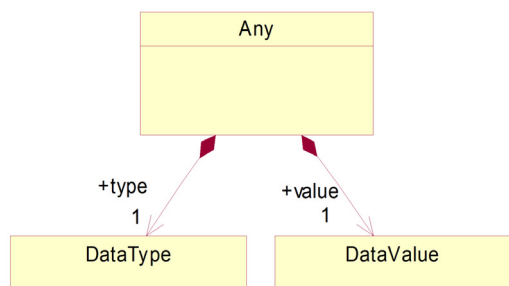 Any
+type
+value
1
1
DataType
DataValue